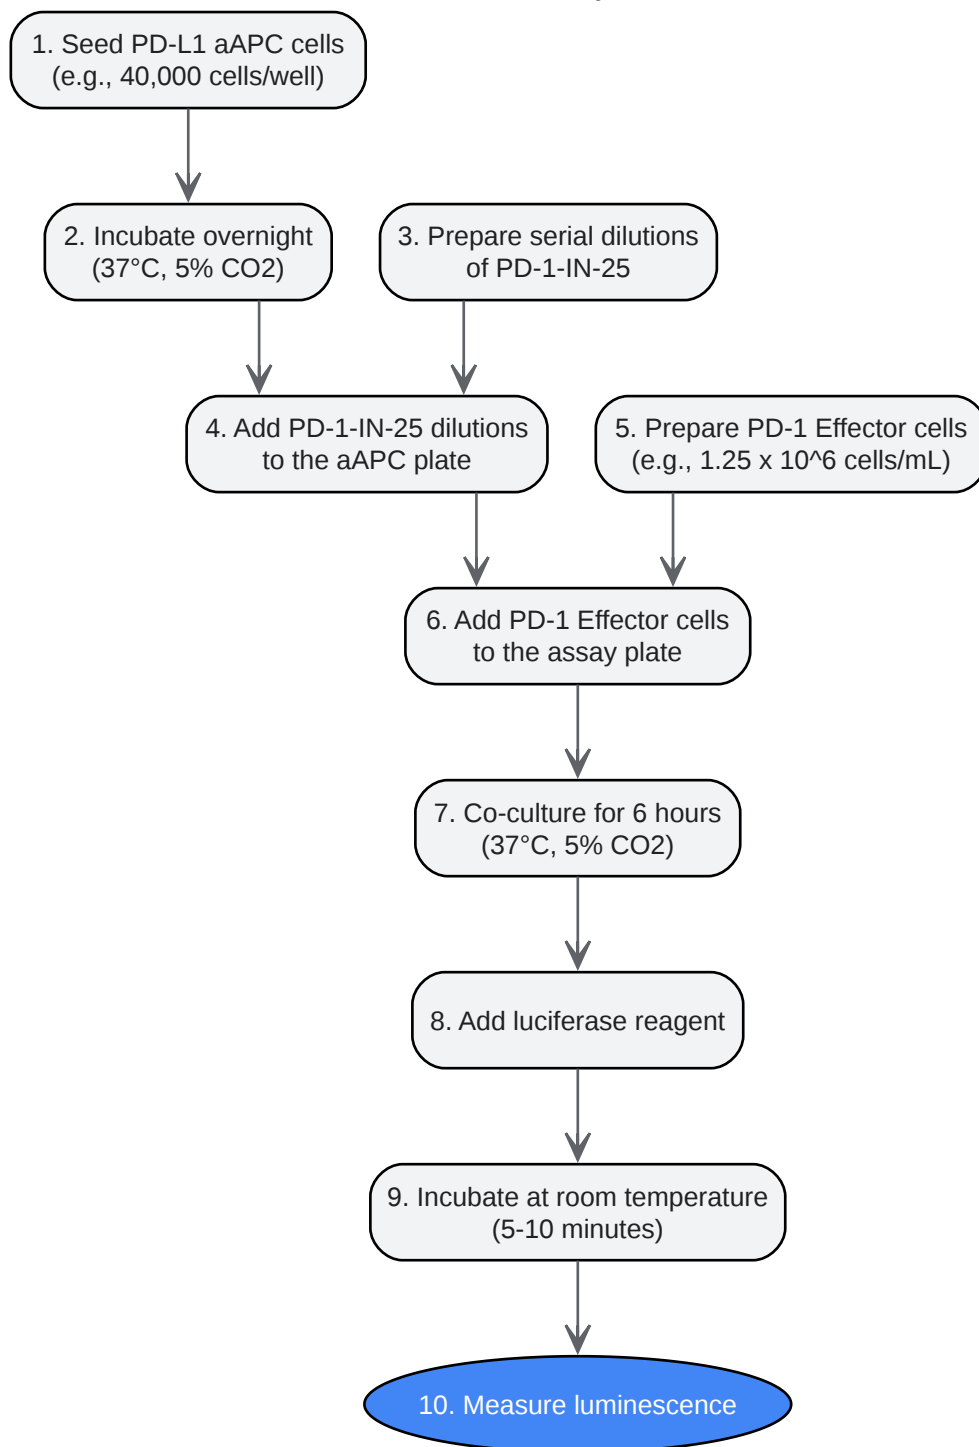 1. Seed PD-L1 aAPC cells
(e.g., 40,000 cells/well)
2. Incubate overnight
(37°C, 5% CO2)
3. Prepare serial dilutions
of PD-1-IN-25
4. Add PD-1-IN-25 dilutions
to the aAPC plate
5. Prepare PD-1 Effector cells
(e.g., 1.25 x 10^6 cells/mL)
6. Add PD-1 Effector cells
to the assay plate
7. Co-culture for 6 hours
(37°C, 5% CO2)
8. Add luciferase reagent
9. Incubate at room temperature
(5-10 minutes)
10. Measure luminescence